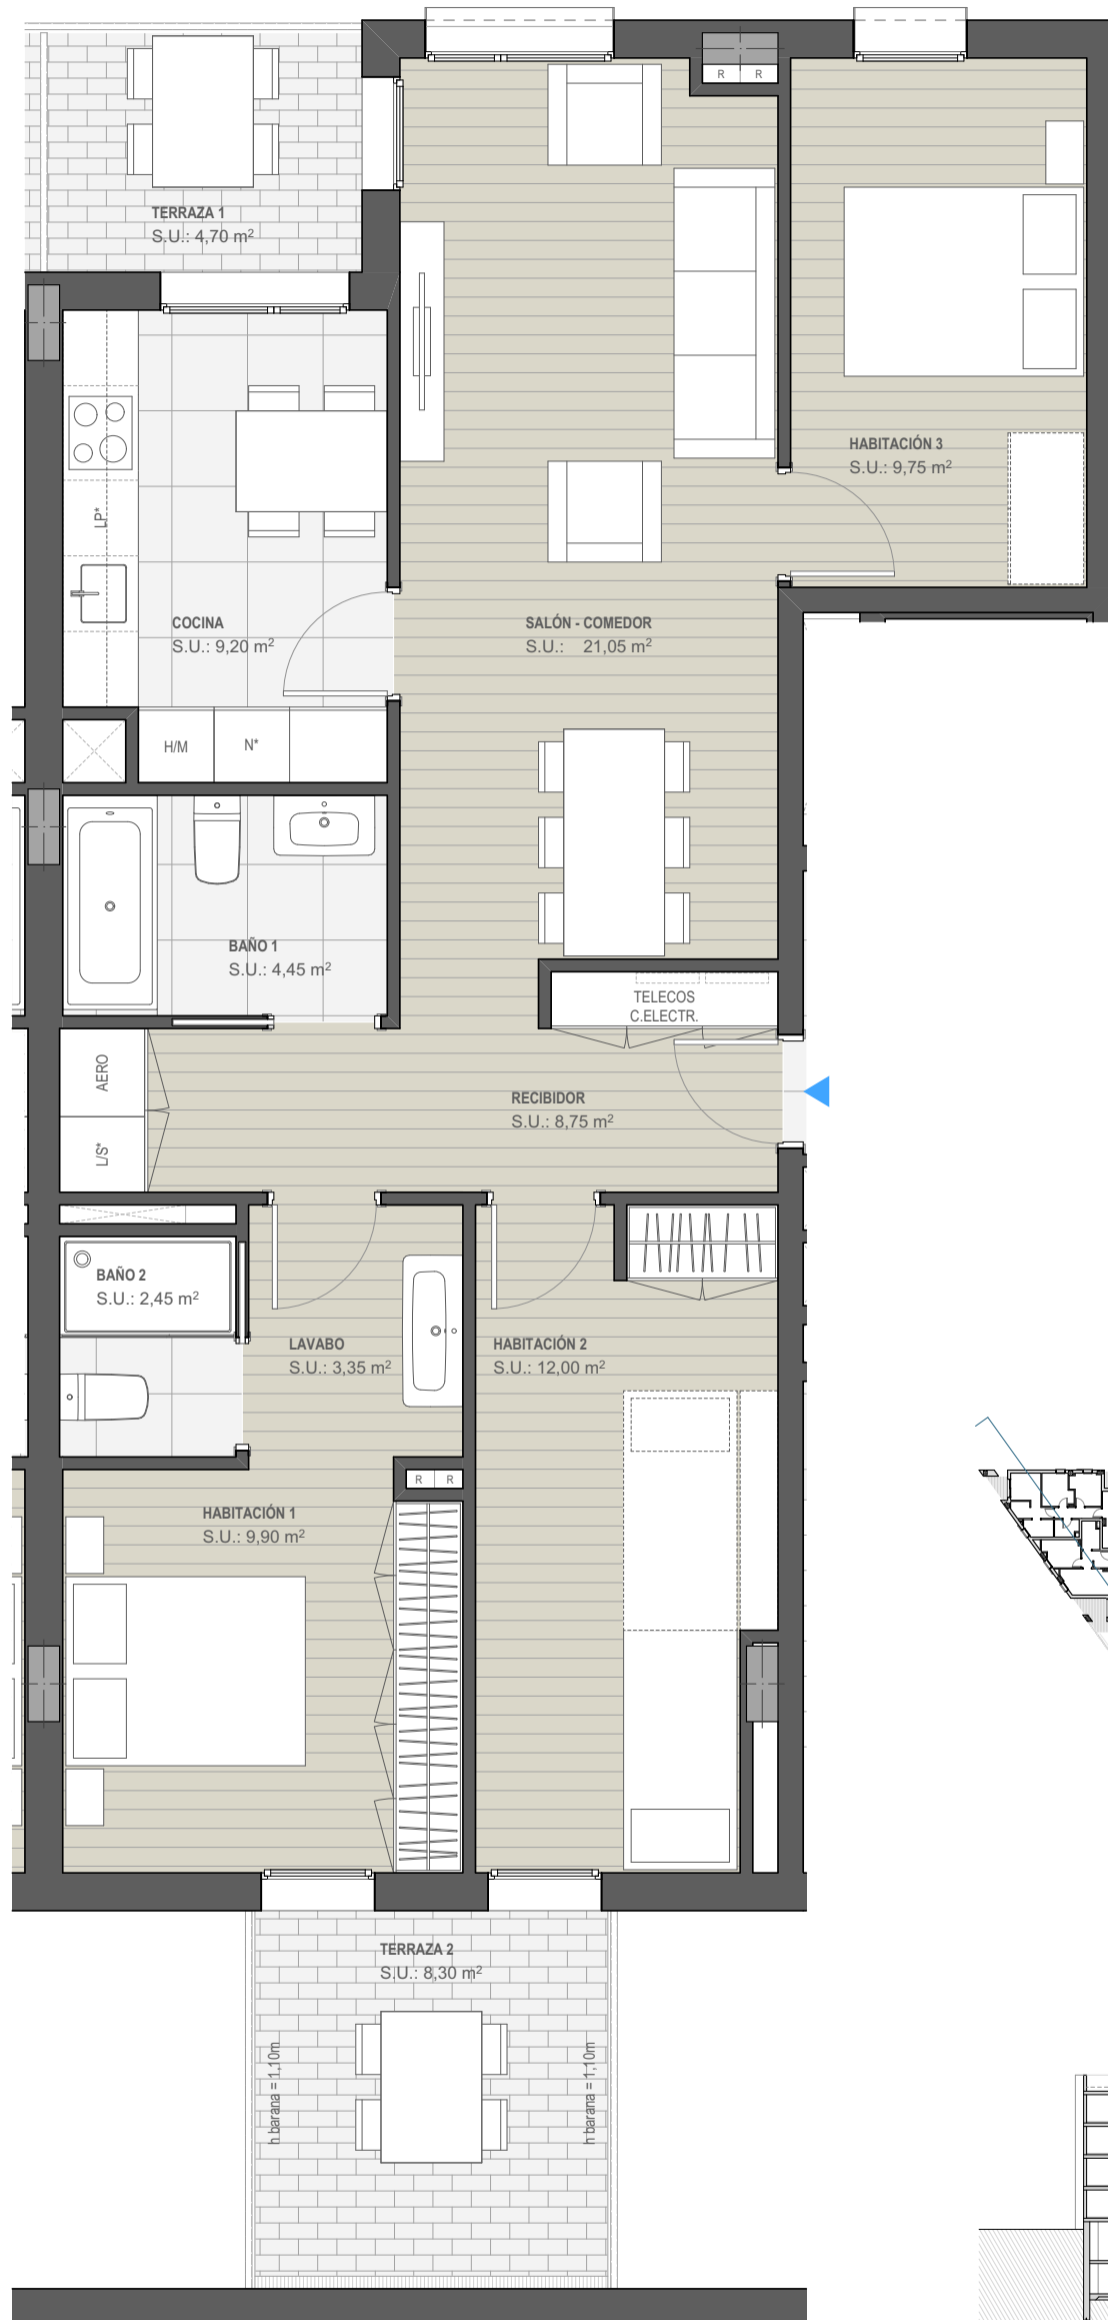 R R
TERRAZA 1
S.U.: 4,70 m²
HABITACIÓN 3
S.U.: 9,75 m²
LP*
COCINA
S.U.: 9,20 m²
SALÓN - COMEDOR
S.U.: 21,05 m²
H/M
N*
BAÑO 1
S.U.: 4,45 m²
TELECOS
C.ELECTR.
AERO
L/S*
RECIBIDOR
S.U.: 8,75 m²
BAÑO 2
S.U.: 2,45 m²
LAVABO
S.U.: 3,35 m²
HABITACIÓN 2
S.U.: 12,00 m²
R R
HABITACIÓN 1
S.U.: 9,90 m²
TERRAZA 2
S.U.: 8,30 m²
h barana = 1,10m
h barana = 1,10m